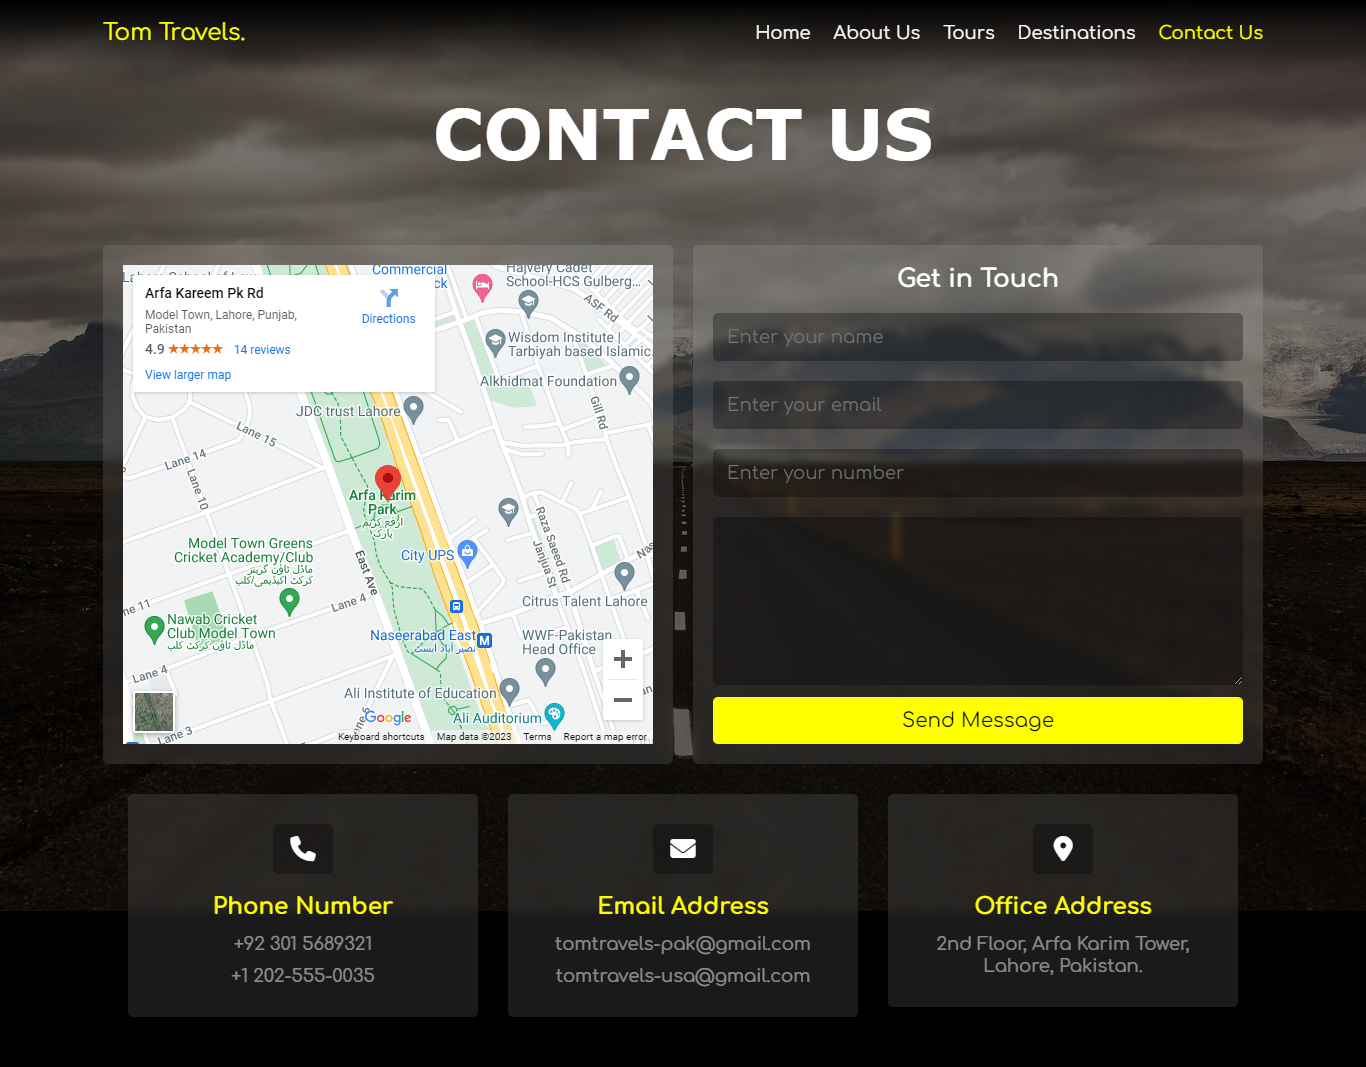 Tom Travels.
Home
About Us
Tours
Destinations
Contact Us
CONTACT US
Commercial
Arfa Kareem Pk Rd
Model Town, Lahore, Punjab,
Pakistan
4.9
14 reviews
View larger map
Directions
Hajvery Cadet
School-HCS Gulberg...
ASF Rd
Wisdom Institute |
Tarbiyah based Islamic.
Alkhidmat Foundation
Gill Rd
JDC trust Lahore
Lane 15
Lane 14
Lane 10
Arfa Karim
Park
ارفع کریم
پارک
Raza Saeed Rd
Janjua St
Model Town Greens
Cricket Academy/Club
ماڈل ٹاؤن گرینز
کرکٹ اکیڈیمی/کلب
City UPS
East Ave
Citrus Talent Lahore
ne 11
Lane 4
Nawab Cricket
Club Model Town
ماڈل ٹاؤن کرکٹ کلب
Naseerabad East
نصیر آباد ایسٹ
M
WWF-Pakistan
Head Office
Lane 4
Ali Institute of Education
Ali Auditorium
Lane 3
Google
Keyboard shortcuts
Map data ©2023
Terms
Report a map error
Get in Touch
Enter your name
Enter your email
Enter your number
Send Message
Phone Number
+92 301 5689321
+1 202-555-0035
Email Address
tomtravels-pak@gmail.com
tomtravels-usa@gmail.com
Office Address
2nd Floor, Arfa Karim Tower,
Lahore, Pakistan.